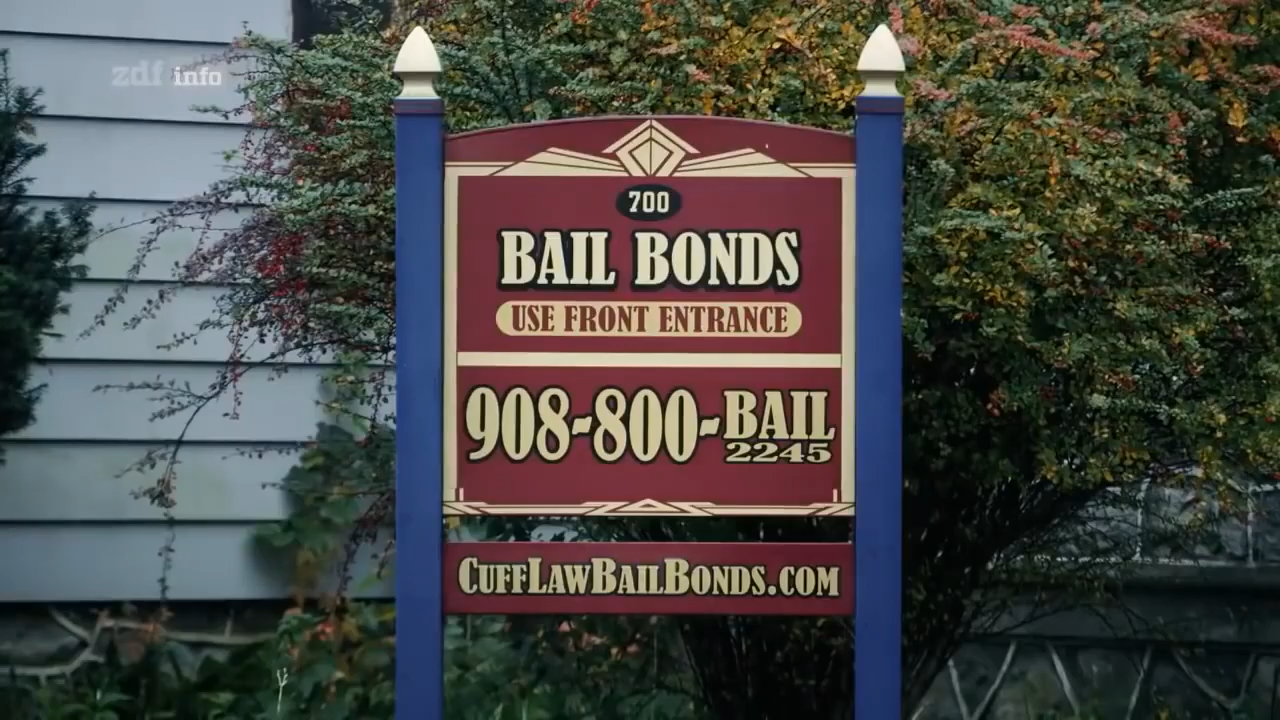 zdf info
700
BAIL BONDS
USE FRONT ENTRANCE
908-800-BAIL
2245
CUFFLAWBAILBONDS.COM